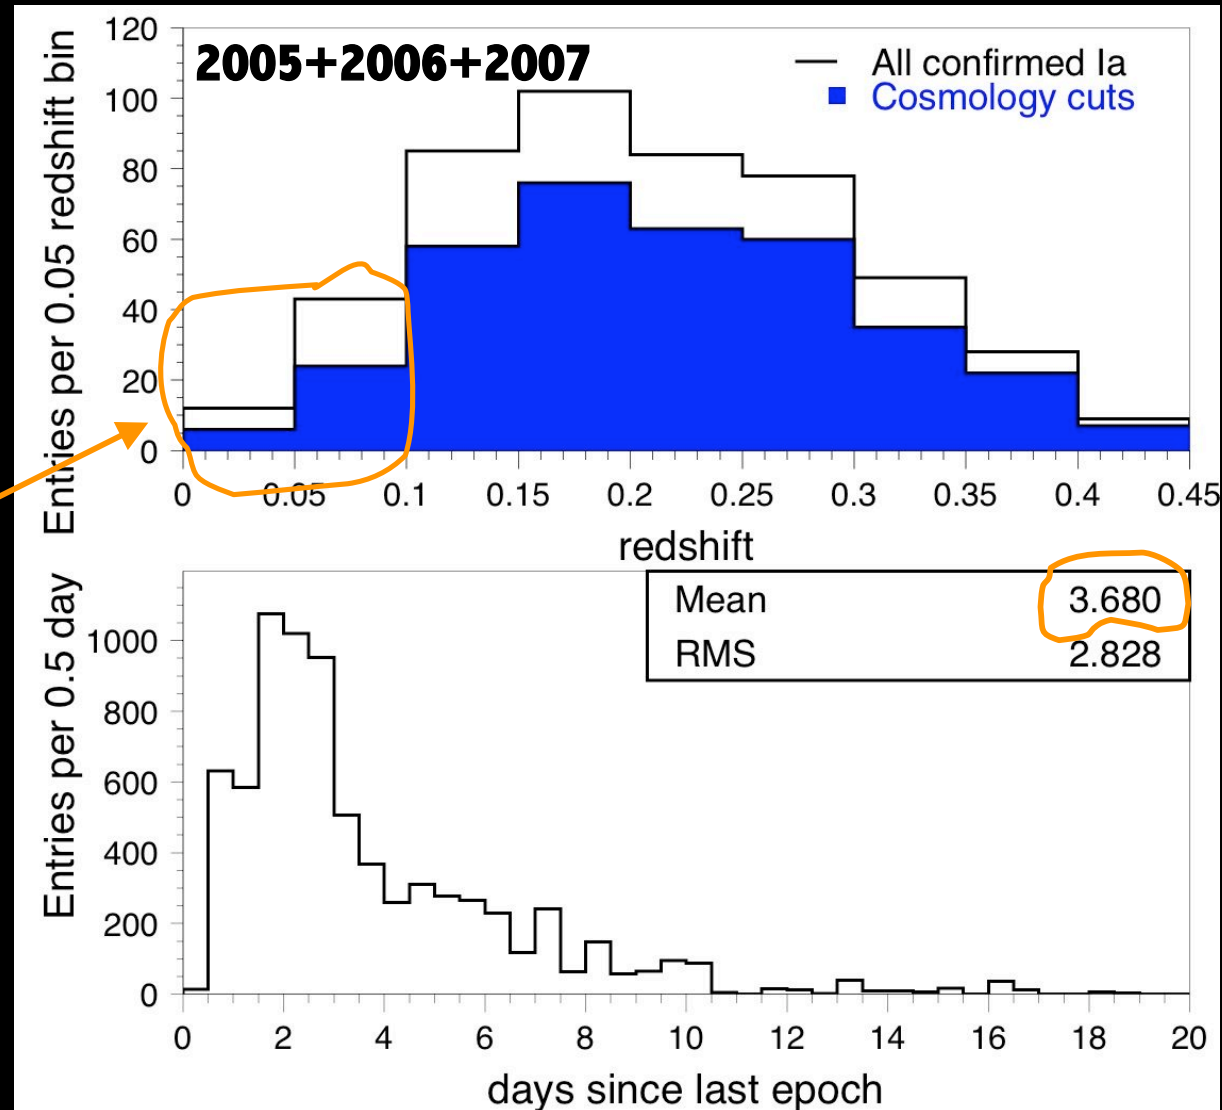 120
100
80
60
40
20
0
Entries per 0.05 redshift bin
2005+2006+2007
All confirmed Ia
Cosmology cuts
0 0.05 0.1 0.15 0.2 0.25 0.3 0.35 0.4 0.45
redshift
Entries per 0.5 day
1000
800
600
400
200
0
Mean 3.680
RMS 2.828
0 2 4 6 8 10 12 14 16 18 20
days since last epoch